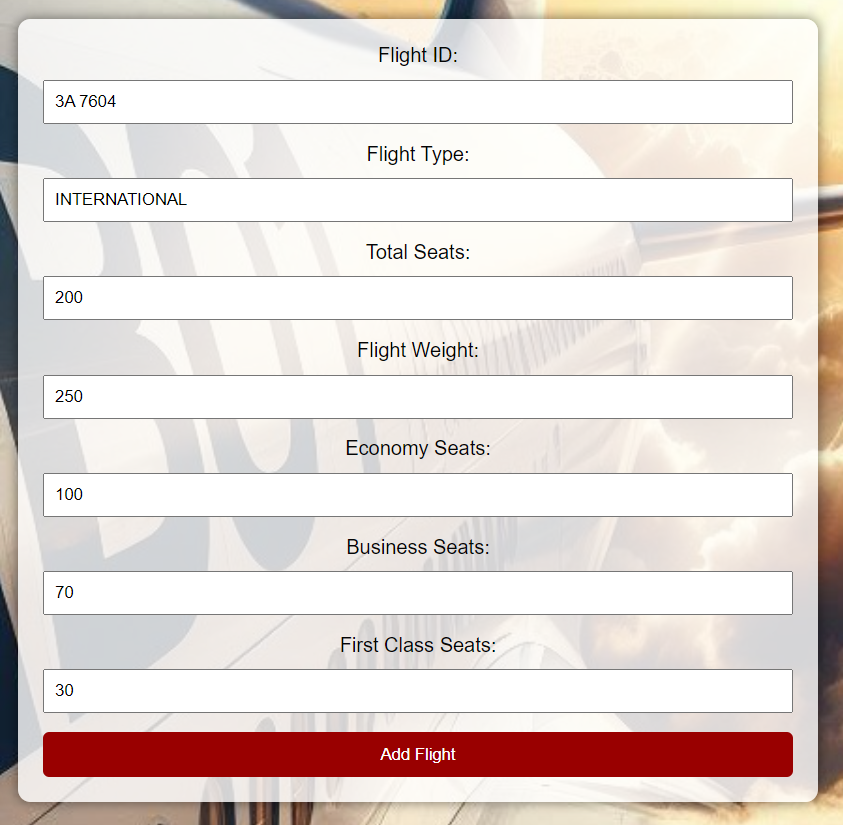 Flight ID:
3A 7604
Flight Type:
INTERNATIONAL
Total Seats:
200
Flight Weight:
250
Economy Seats:
100
Business Seats:
70
First Class Seats:
30
Add Flight